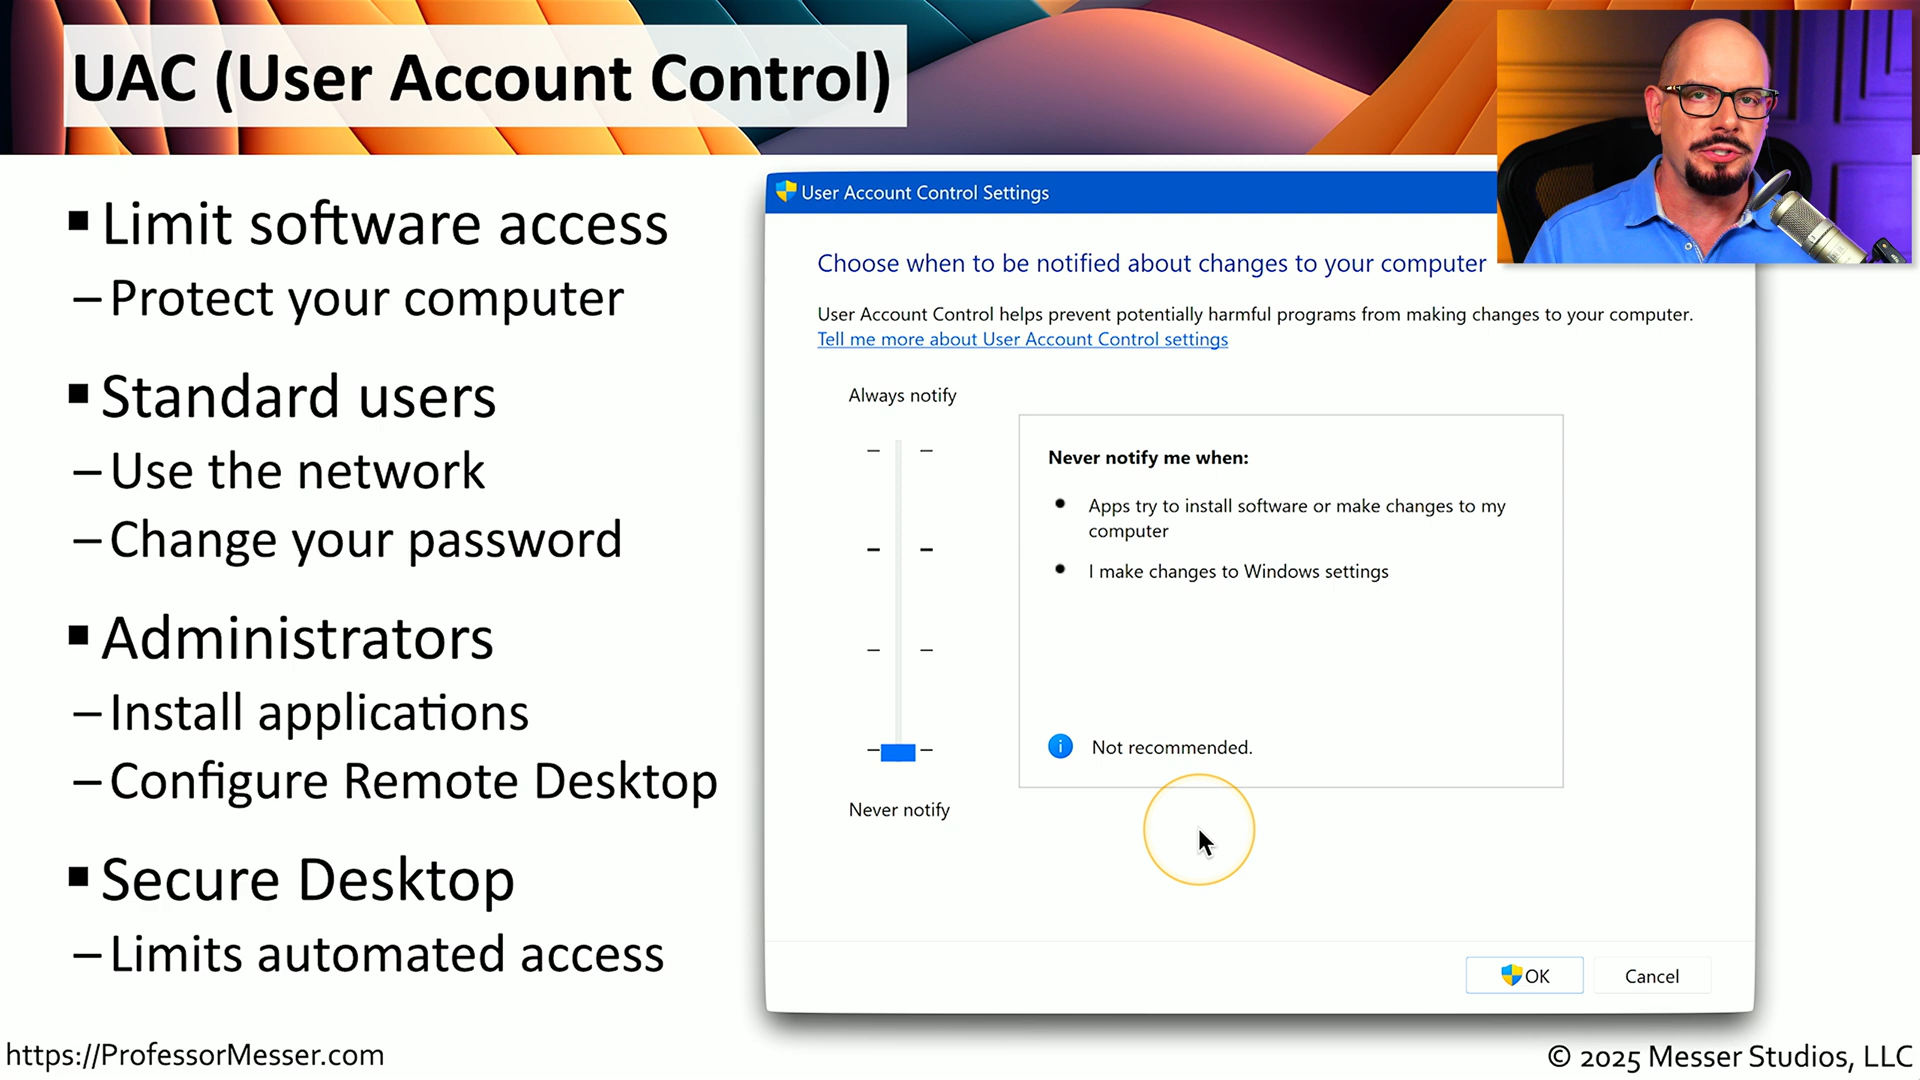 UAC (User Account Control)
▪ Limit software access
– Protect your computer
▪ Standard users
– Use the network
– Change your password
▪ Administrators
– Install applications
– Configure Remote Desktop
▪ Secure Desktop
– Limits automated access
User Account Control Settings
Choose when to be notified about changes to your computer
User Account Control helps prevent potentially harmful programs from making changes to your computer.
Tell me more about User Account Control settings
Always notify
Never notify me when:
• Apps try to install software or make changes to my
computer
• I make changes to Windows settings
Not recommended.
Never notify
OK
Cancel
https://ProfessorMesser.com
© 2025 Messer Studios, LLC